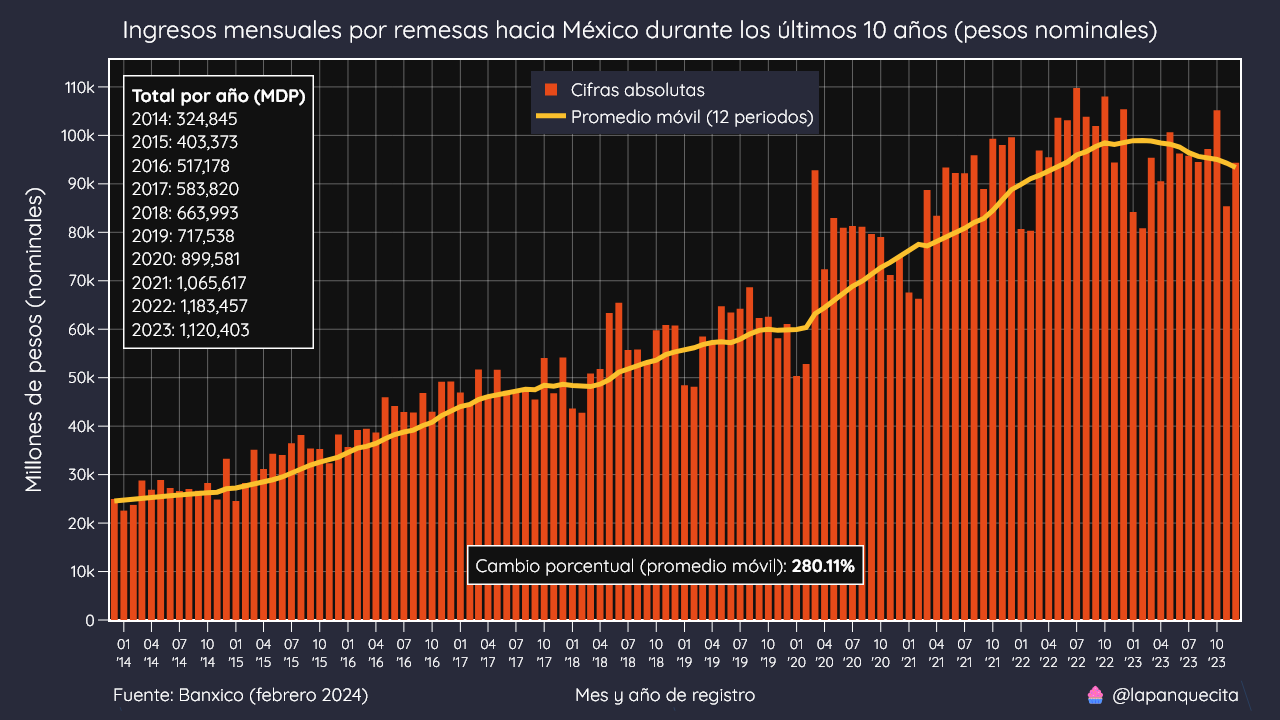 Ingresos mensuales por remesas hacia México durante los últimos 10 años (pesos nominales)
Total por año (MDP)
2014: 324,845
2015: 403,373
2016: 517,178
2017: 583,820
2018: 663,993
2019: 717,538
2020: 899,581
2021: 1,065,617
2022: 1,183,457
2023: 1,120,403
Cifras absolutas
Promedio móvil (12 periodos)
Millones de pesos (nominales)
110k
100k
90k
80k
70k
60k
50k
40k
30k
20k
10k
0
Cambio porcentual (promedio móvil): 280.11%
01 04 07 10 01 04 07 10 01 04 07 10 01 04 07 10 01 04 07 10 01 04 07 10 01 04 07 10 01 04 07 10 01 04 07 10 01 04 07 10
'14 '14 '14 '14 '15 '15 '15 '15 '16 '16 '16 '16 '17 '17 '17 '17 '18 '18 '18 '18 '19 '19 '19 '19 '20 '20 '20 '20 '21 '21 '21 '21 '22 '22 '22 '22 '23 '23 '23 '23
Fuente: Banxico (febrero 2024)
Mes y año de registro
@lapanquecita